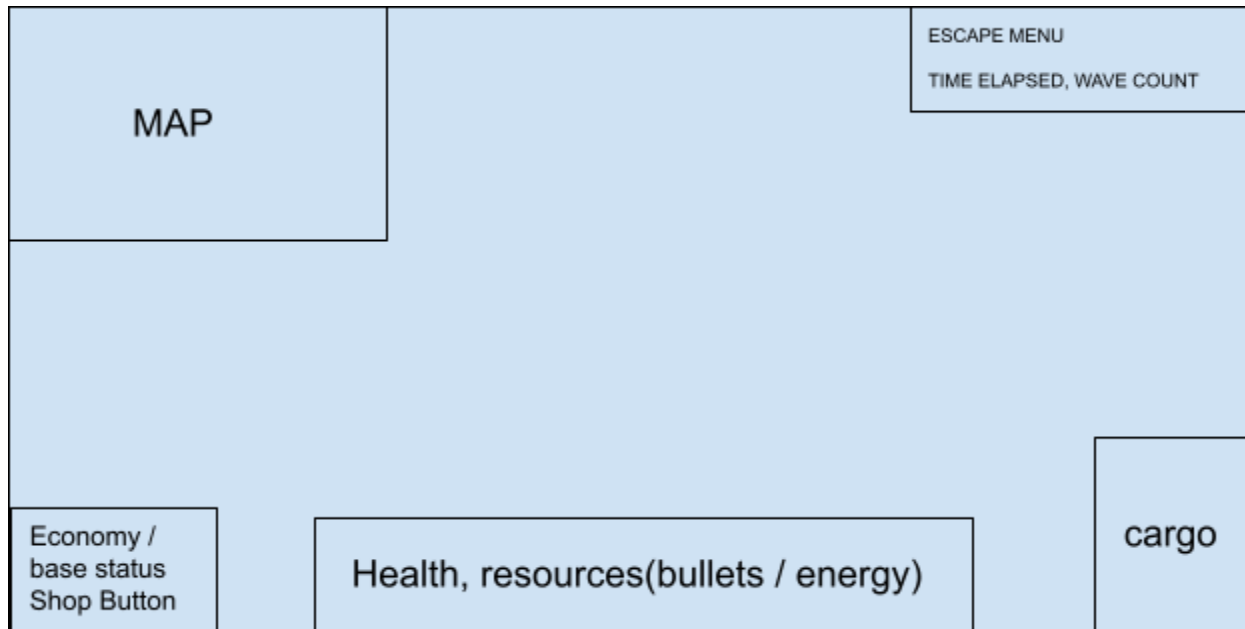 MAP
ESCAPE MENU
TIME ELAPSED, WAVE COUNT
Economy /
base status
Shop Button
Health, resources(bullets / energy)
cargo